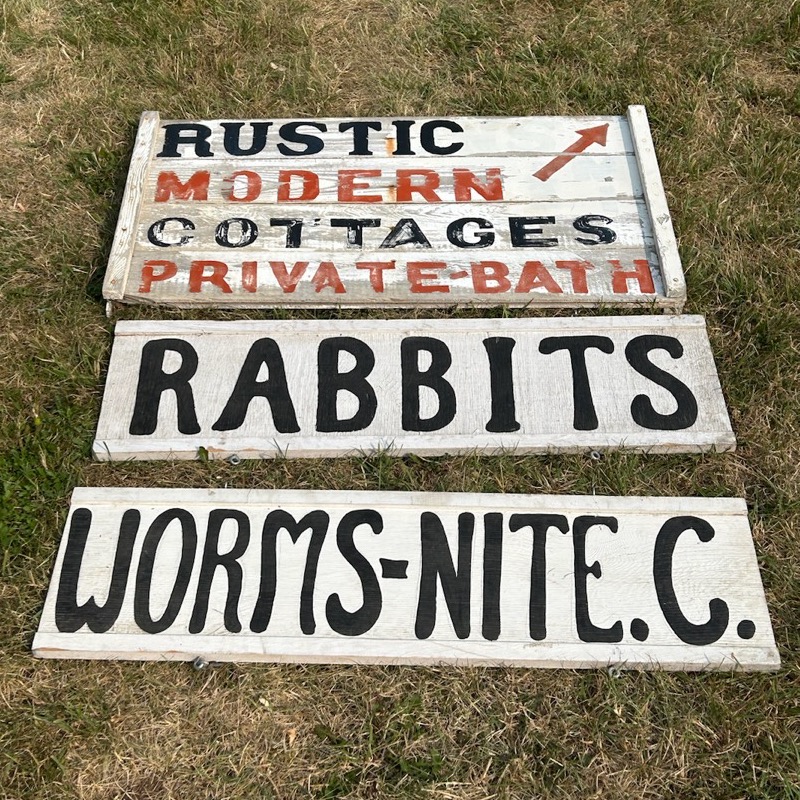 RUSTIC
MODERN
COTTAGES
PRIVATE-BATH
RABBITS
WORMS-NITE.C.